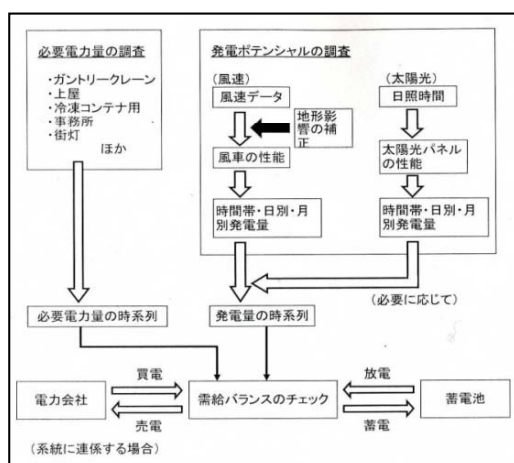 必要電力量の調査
・ガントリークレーン
・上屋
・冷凍コンテナ用
・事務所
・街灯
ほか
発電ポテンシャルの調査
(風速)
風速データ
地形影
響の補
正
風車の性能
時間帯・日別・月
別発電量
(太陽光)
日照時間
太陽光パネル
の性能
時間帯・日別・月
別発電量
(必要に応じて)
必要電力量の時系列
発電量の時系列
電力会社
買電
売電
需給バランスのチェック
放電
蓄電
蓄電池
(系統に連係する場合)